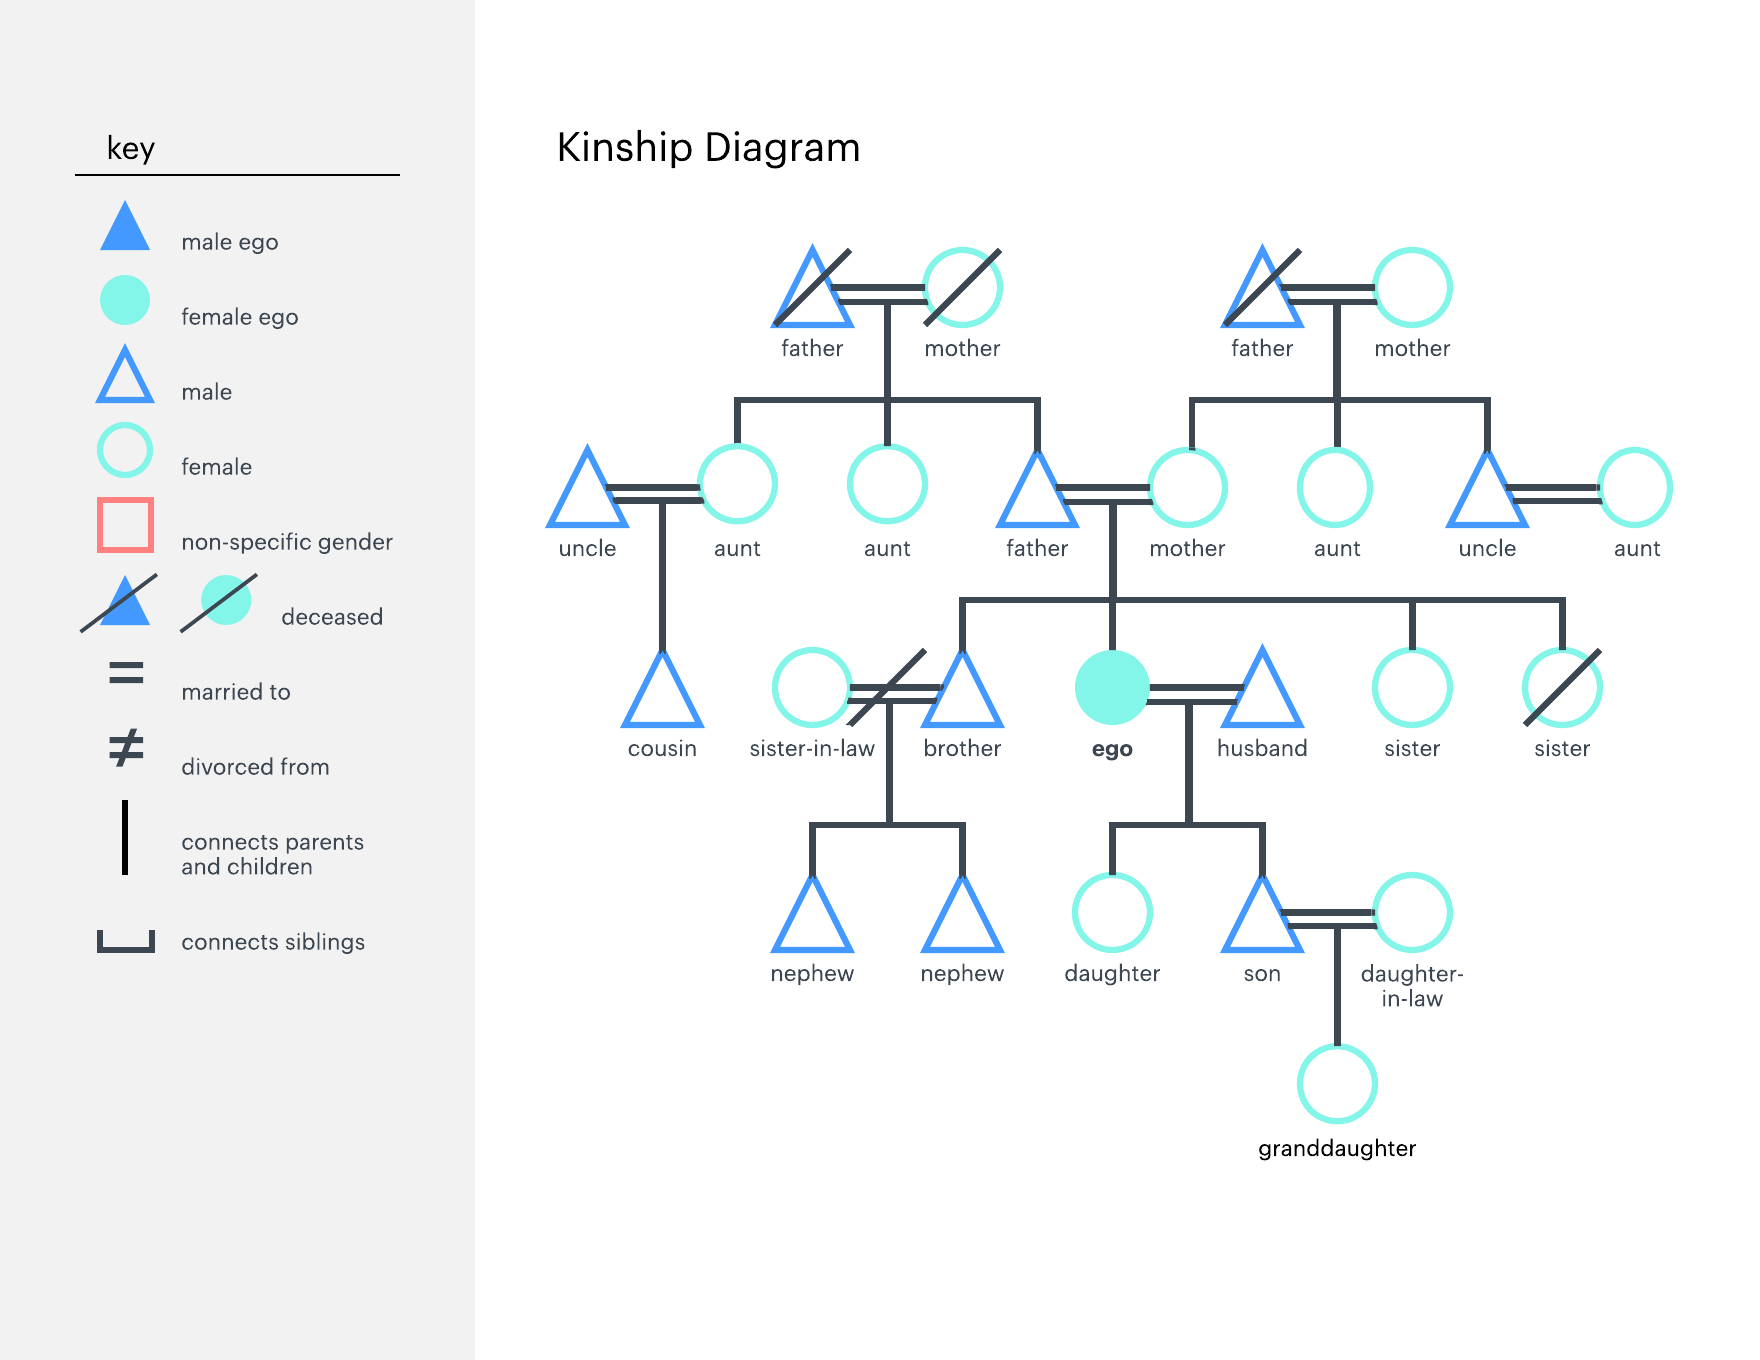 key
male ego
female ego
male
female
non-specific gender
deceased
married to
divorced from
connects parents
and children
connects siblings
Kinship Diagram
father mother father mother
uncle aunt aunt father mother aunt uncle aunt
cousin sister-in-law brother ego husband sister sister
nephew nephew daughter son daughter-
in-law
granddaughter